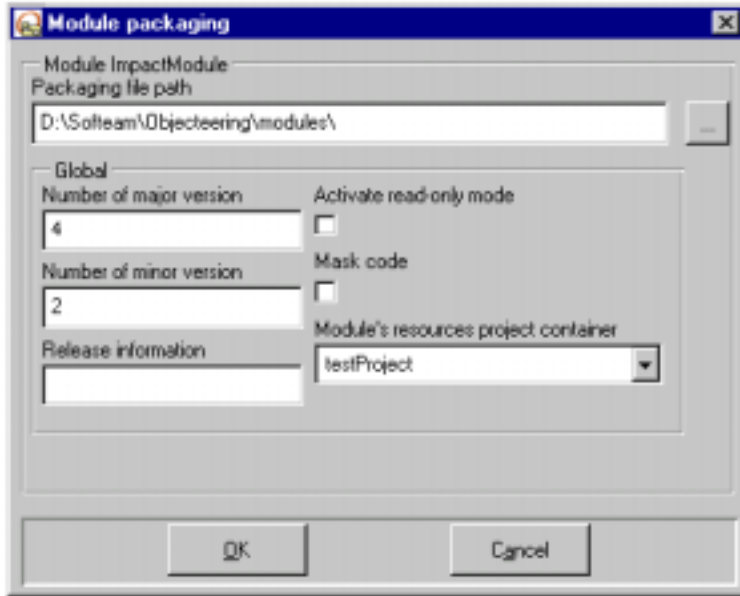 Module packaging
Module ImpactModule
Packaging file path
D:\Softeam\Objecteering\modules\
...
Global
Number of major version
Activate read-only mode
4
Mask code
Number of minor version
2
Module's resources project container
Release information
testProject
OK
Cancel